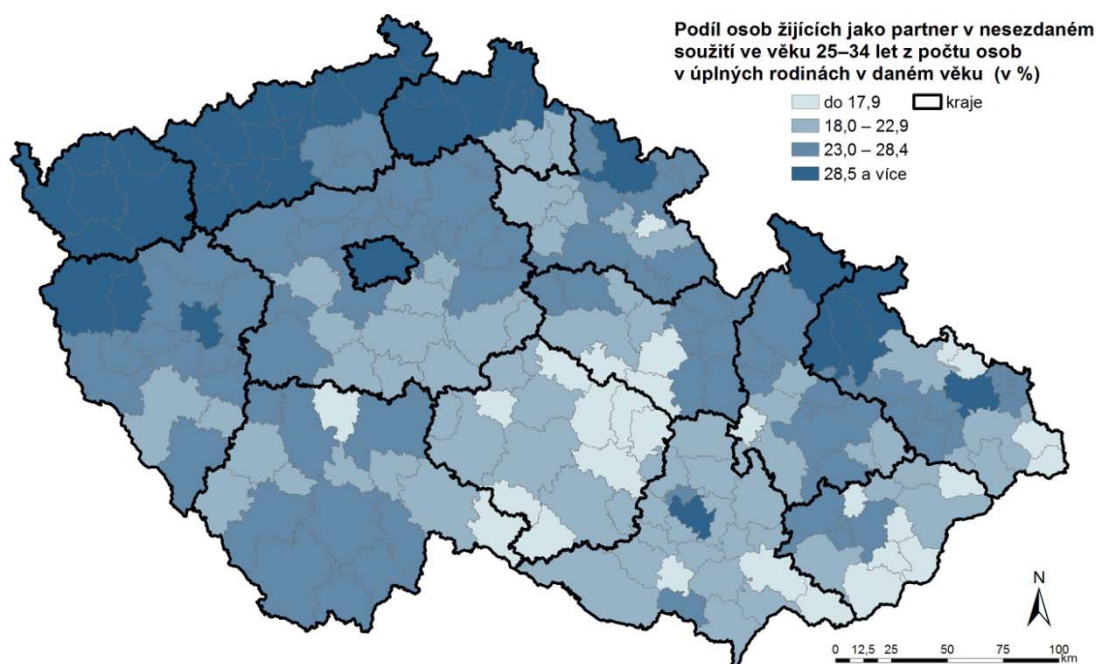 Podíl osob žijících jako partner v nesezdaném
soužití ve věku 25–34 let z počtu osob
v úplných rodinách v daném věku (v %)
do 17,9 kraje
18,0 – 22,9
23,0 – 28,4
28,5 a více
N
0 12,5 25 50 75 100
km